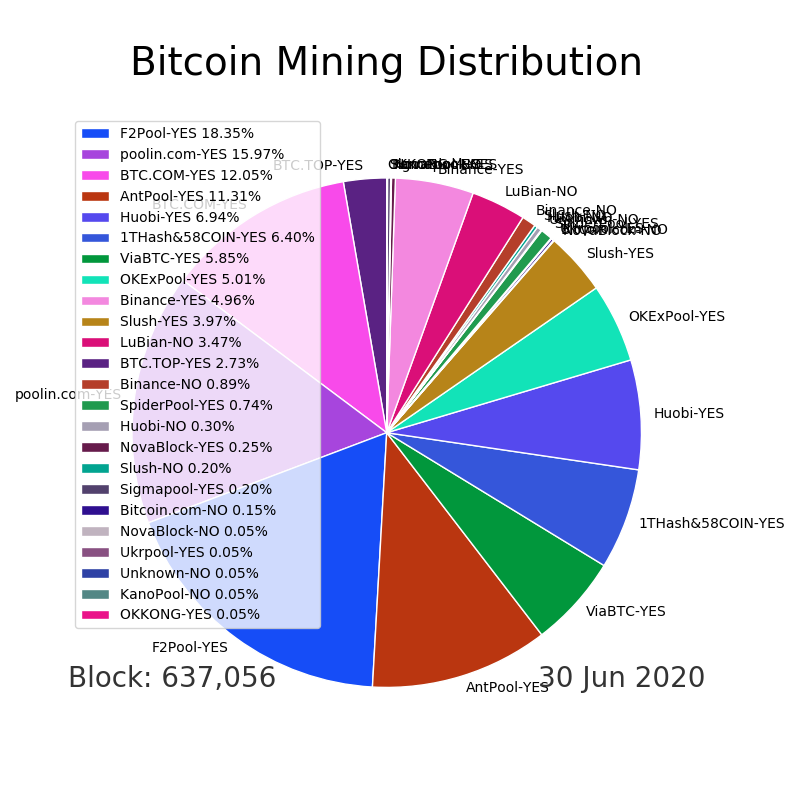 Bitcoin Mining Distribution
F2Pool-YES 18.35%
poolin.com-YES 15.97%
BTC.COM-YES 12.05%
AntPool-YES 11.31%
Huobi-YES 6.94%
1THash&58COIN-YES 6.40%
ViaBTC-YES 5.85%
OKExPool-YES 5.01%
Binance-YES 4.96%
Slush-YES 3.97%
LuBian-NO 3.47%
BTC.TOP-YES 2.73%
Binance-NO 0.89%
SpiderPool-YES 0.74%
Huobi-NO 0.30%
NovaBlock-YES 0.25%
Slush-NO 0.20%
Sigmapool-YES 0.20%
Bitcoin.com-NO 0.15%
NovaBlock-NO 0.05%
Ukrpool-YES 0.05%
Unknown-NO 0.05%
KanoPool-NO 0.05%
OKKONG-YES 0.05%
BTC.TOP-YES
BTC.COM-YES
poolin.com-YES
F2Pool-YES
Binance-YES
LuBian-NO
Binance-NO
NovaBlock-NO
Slush-YES
OKExPool-YES
Huobi-YES
1THash&58COIN-YES
ViaBTC-YES
AntPool-YES
Block: 637,056
30 Jun 2020